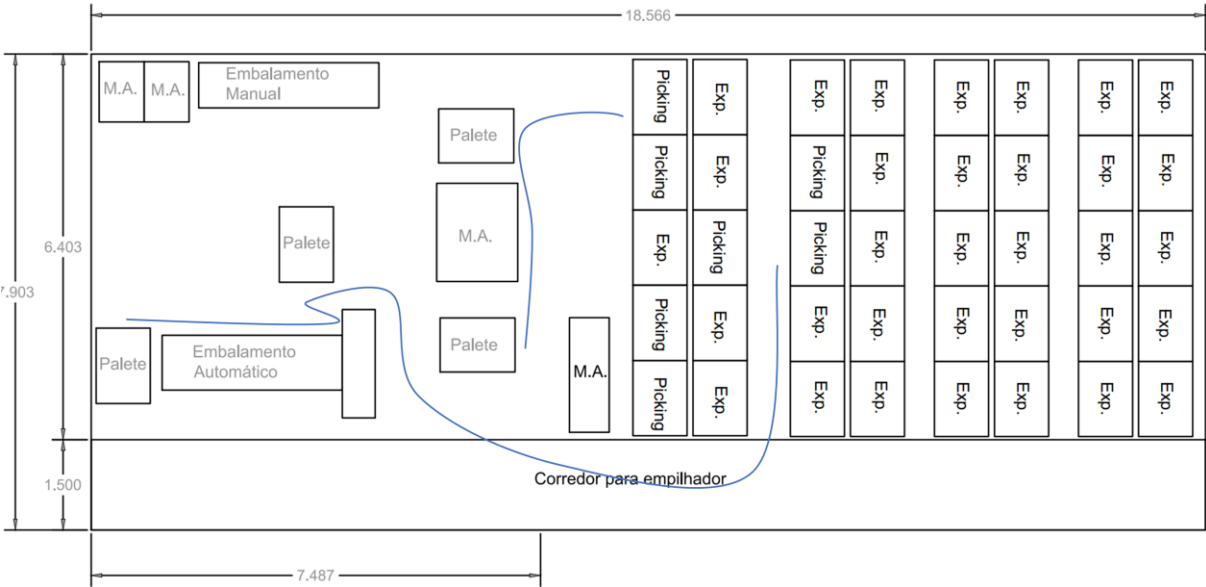 18.566
M.A.
M.A.
Embalamento
Manual
Palete
M.A.
Palete
Palete
6.403
7.903
Palete
Embalamento
Automático
M.A.
Picking
Exp.
Exp.
Exp.
Exp.
Exp.
Exp.
Exp.
Picking
Exp.
Picking
Exp.
Exp.
Exp.
Exp.
Exp.
Exp.
Picking
Picking
Exp.
Exp.
Exp.
Exp.
Exp.
Picking
Exp.
Exp.
Exp.
Exp.
Exp.
Exp.
Exp.
Picking
Exp.
Exp.
Exp.
Exp.
Exp.
Exp.
Exp.
1.500
Corredor para empilhador
7.487